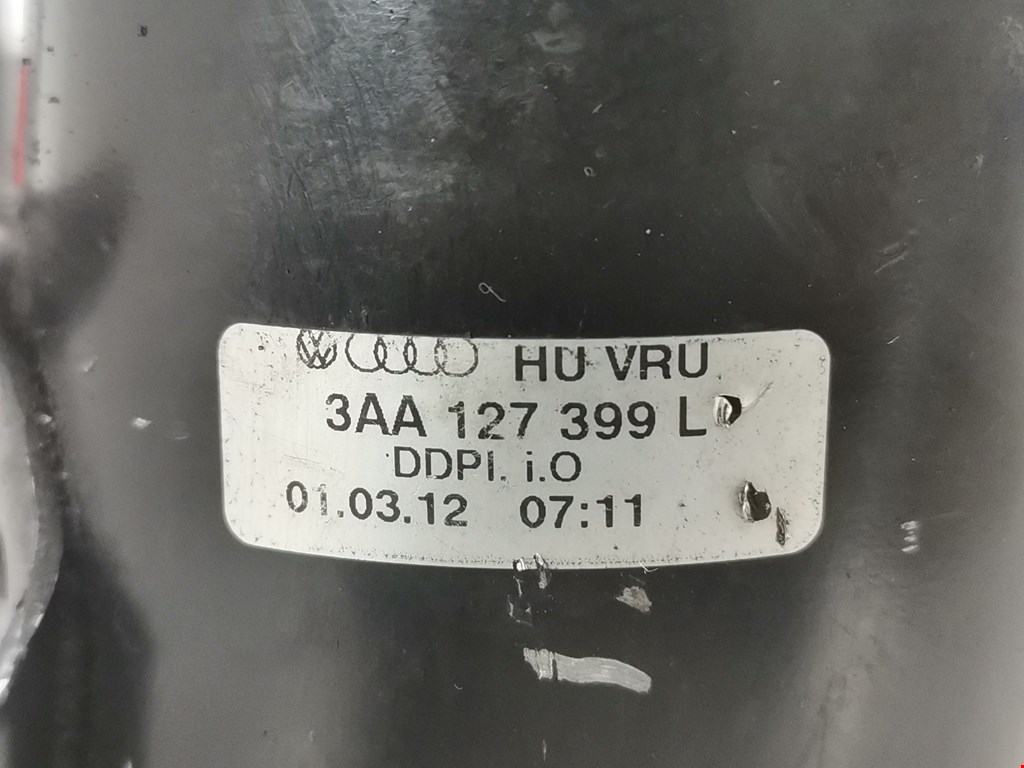 HU VRU
3AA 127 399 L
DDPI. i.O
01.03.12 07:11